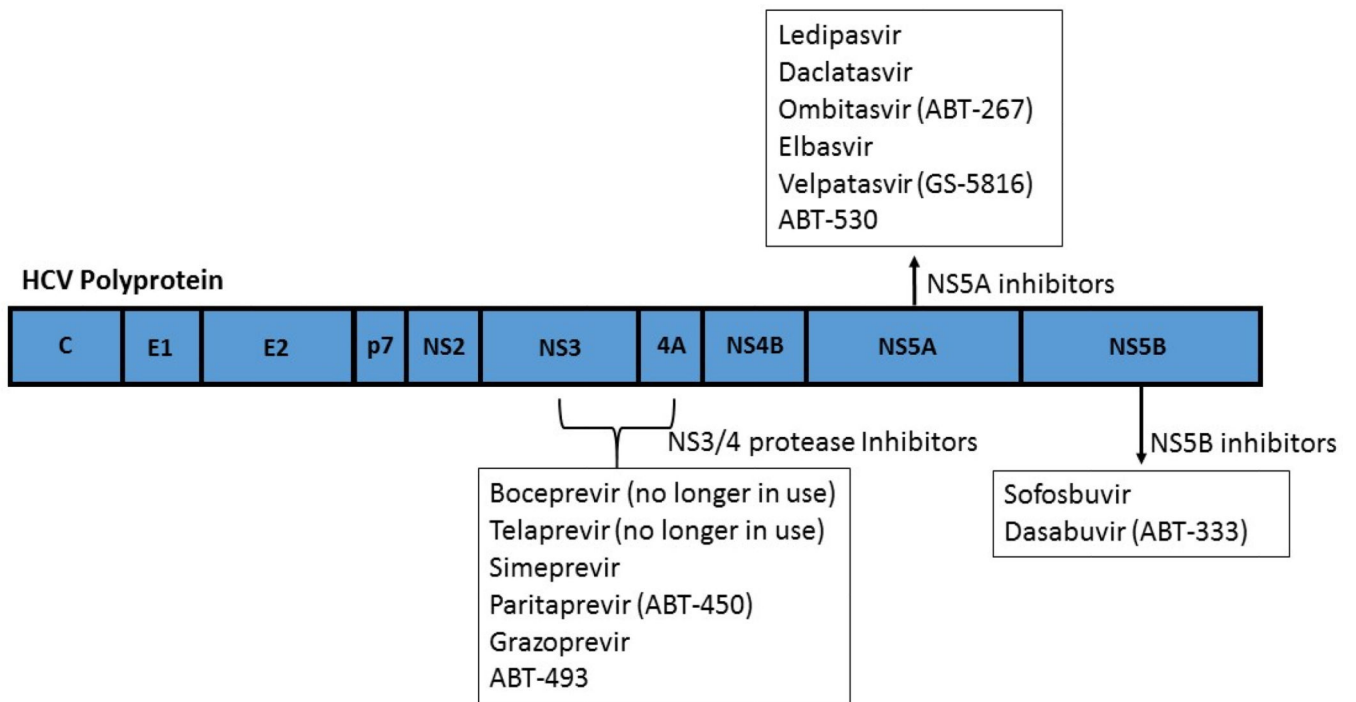 Ledipasvir
Daclatasvir
Ombitasvir (ABT-267)
Elbasvir
Velpatasvir (GS-5816)
ABT-530
HCV Polyprotein
NS5A inhibitors
C E1 E2 p7 NS2 NS3 4A NS4B NS5A NS5B
NS3/4 protease Inhibitors
NS5B inhibitors
Boceprevir (no longer in use)
Telaprevir (no longer in use)
Simeprevir
Paritaprevir (ABT-450)
Grazoprevir
ABT-493
Sofosbuvir
Dasabuvir (ABT-333)